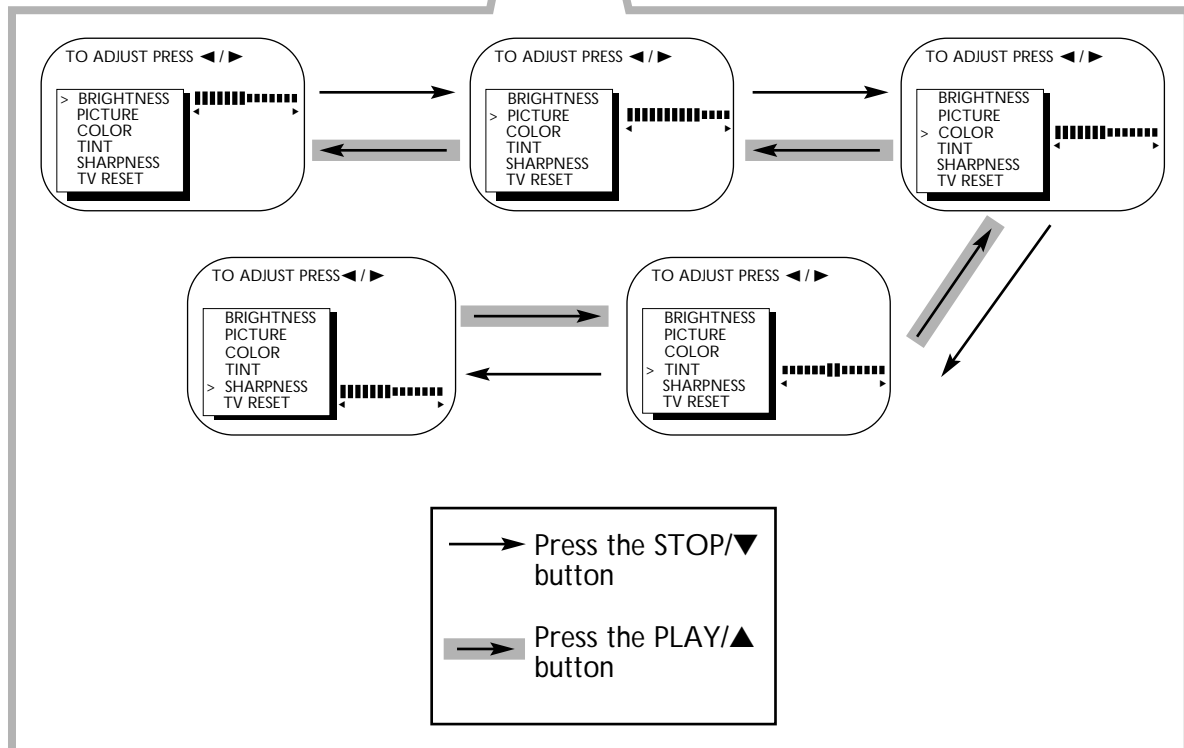 TO ADJUST PRESS ◄ / ►
> BRIGHTNESS
PICTURE
COLOR
TINT
SHARPNESS
TV RESET
TO ADJUST PRESS ◄ / ►
BRIGHTNESS
> PICTURE
COLOR
TINT
SHARPNESS
TV RESET
TO ADJUST PRESS ◄ / ►
BRIGHTNESS
PICTURE
> COLOR
TINT
SHARPNESS
TV RESET
TO ADJUST PRESS◄ / ►
BRIGHTNESS
PICTURE
COLOR
TINT
> SHARPNESS
TV RESET
TO ADJUST PRESS ◄ / ►
BRIGHTNESS
PICTURE
COLOR
> TINT
SHARPNESS
TV RESET
Press the STOP/▼
button
Press the PLAY/▲
button